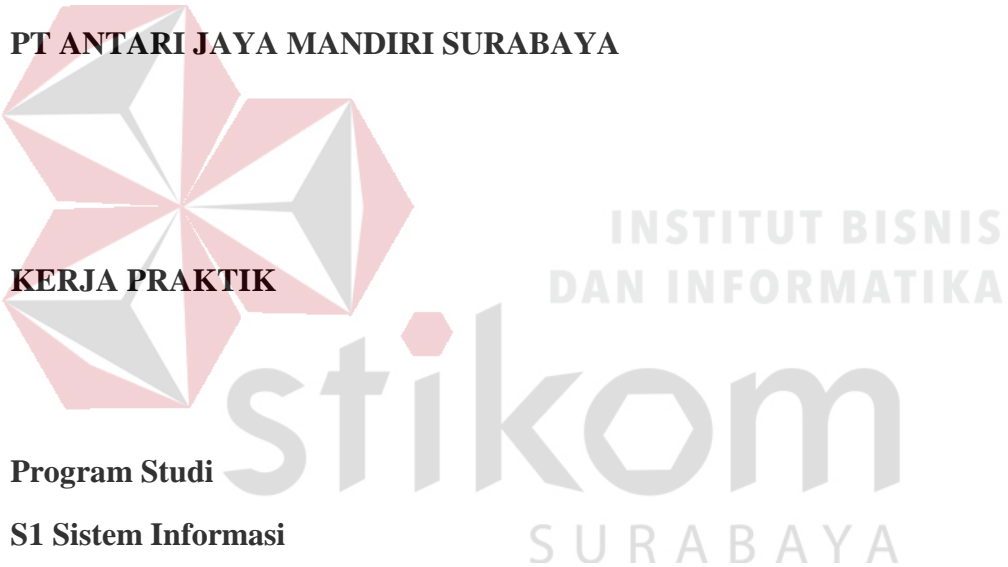 PT ANTARI JAYA MANDIRI SURABAYA
INSTITUT BISNIS
DAN INFORMATIKA
KERJA PRAKTIK
stikom
Program Studi
S1 Sistem Informasi
SURABAYA